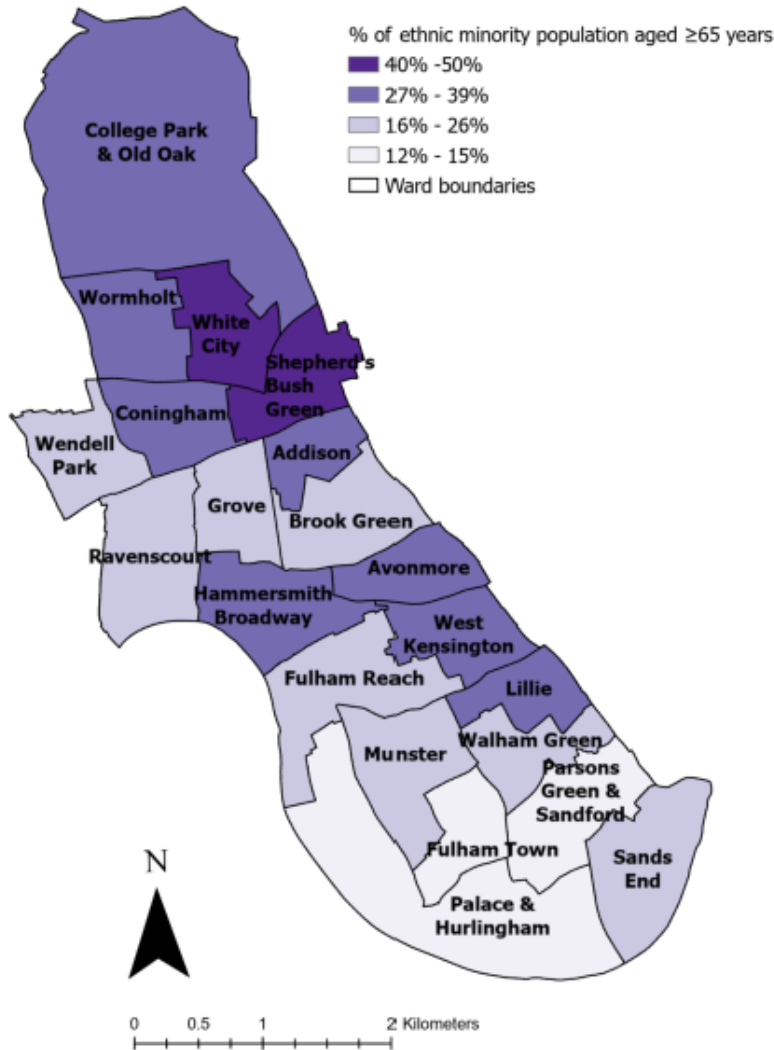 % of ethnic minority population aged ≥65 years
40% -50%
27% - 39%
16% - 26%
12% - 15%
Ward boundaries
College Park
& Old Oak
Wormholt
White
City
Shepherd's
Bush
Green
Coningham
Wendell
Park
Addison
Grove
Brook Green
Ravenscourt
Avonmore
Hammersmith
Broadway
West
Kensington
Fulham Reach
Lillie
Walham Green
Munster
Parsons
Green &
Sandford
Fulham Town
Sands
End
Palace &
Hurlingham
N
0 0.5 1 2 Kilometers